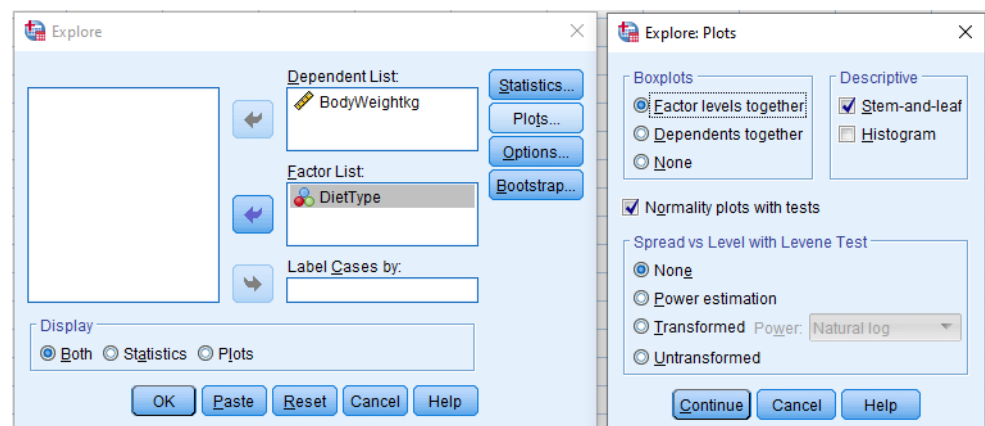 Explore
Dependent List:
BodyWeightkg
Factor List:
DietType
Label Cases by:
Statistics...
Plots...
Options...
Bootstrap...
Display
Both Statistics Plots
OK Paste Reset Cancel Help
Explore: Plots
Boxplots
Factor levels together
Dependents together
None
Descriptive
Stem-and-leaf
Histogram
Normality plots with tests
Spread vs Level with Levene Test
None
Power estimation
Transformed Power: Natural log
Untransformed
Continue Cancel Help